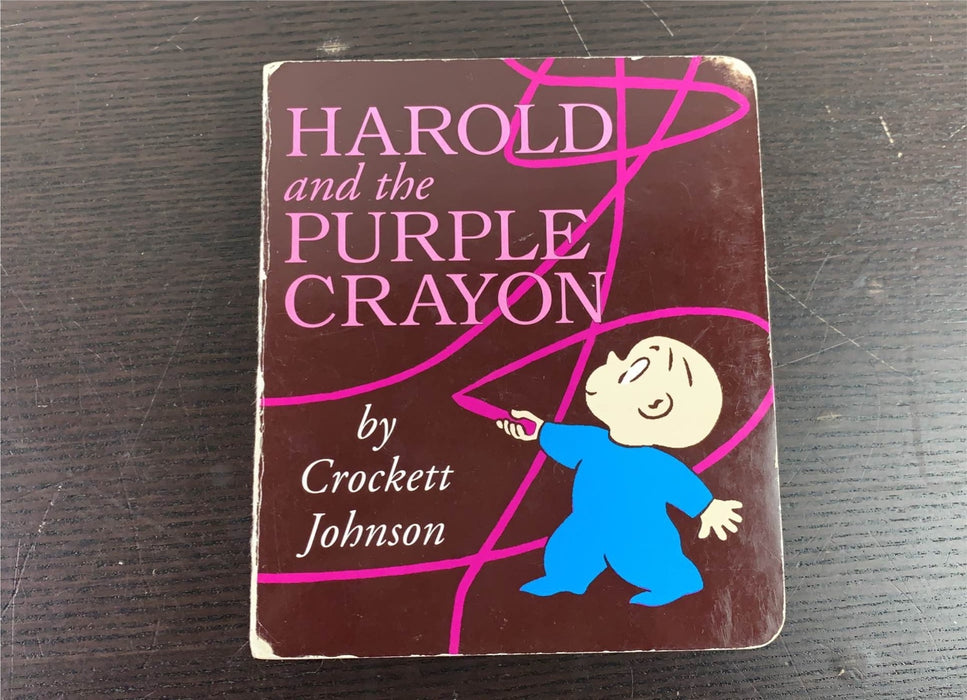 HAROLD
and the
PURPLE
CRAYON
by
Crockett
Johnson